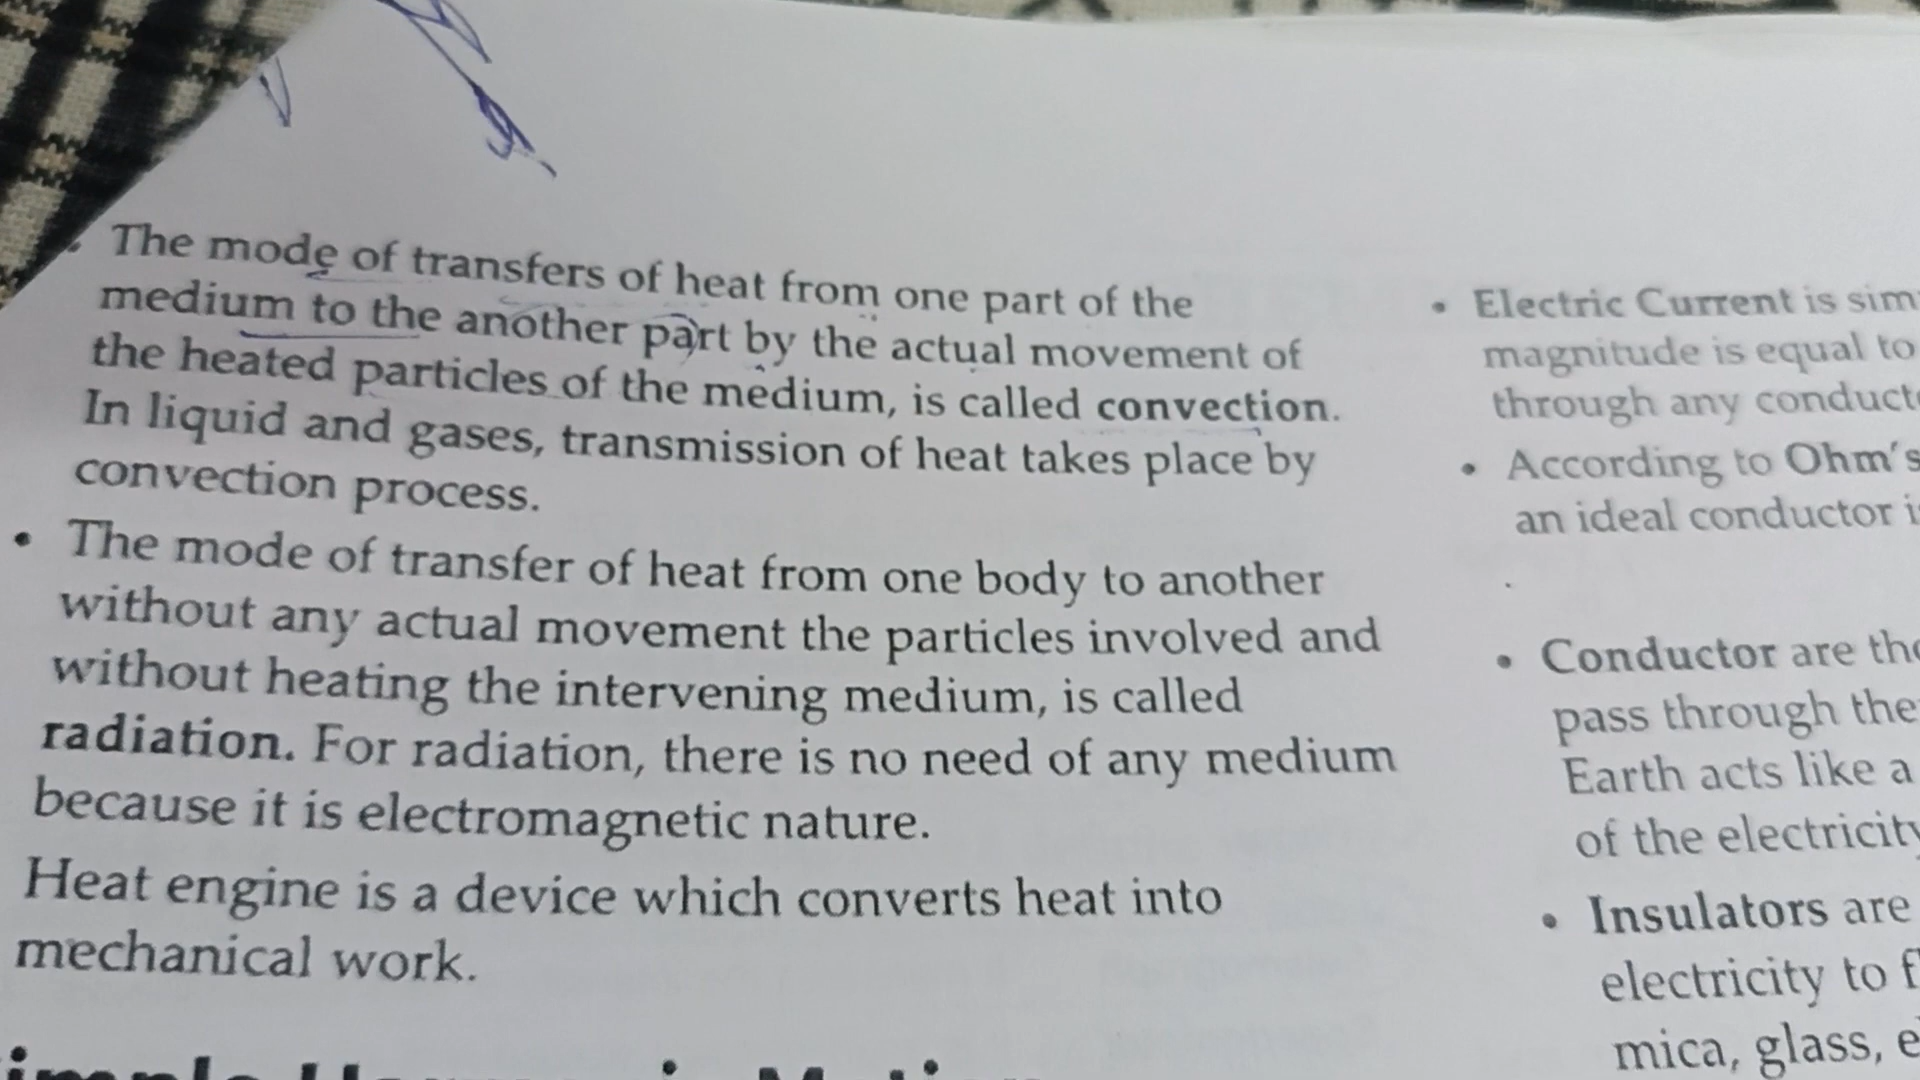 The mode of transfers of heat from one part of the
medium to the another part by the actual movement of
the heated particles of the medium, is called convection.
In liquid and gases, transmission of heat takes place by
convection process.
• The mode of transfer of heat from one body to another
without any actual movement the particles involved and
without heating the intervening medium, is called
radiation. For radiation, there is no need of any medium
because it is electromagnetic nature.
Heat engine is a device which converts heat into
mechanical work.
• Electric Current is
magnitude is equal to
through any
• According to Ohm's
an ideal conductor
• Conductor are
pass through
Earth acts like a
of the electricity
• Insulators are
electricity to
mica, glass,